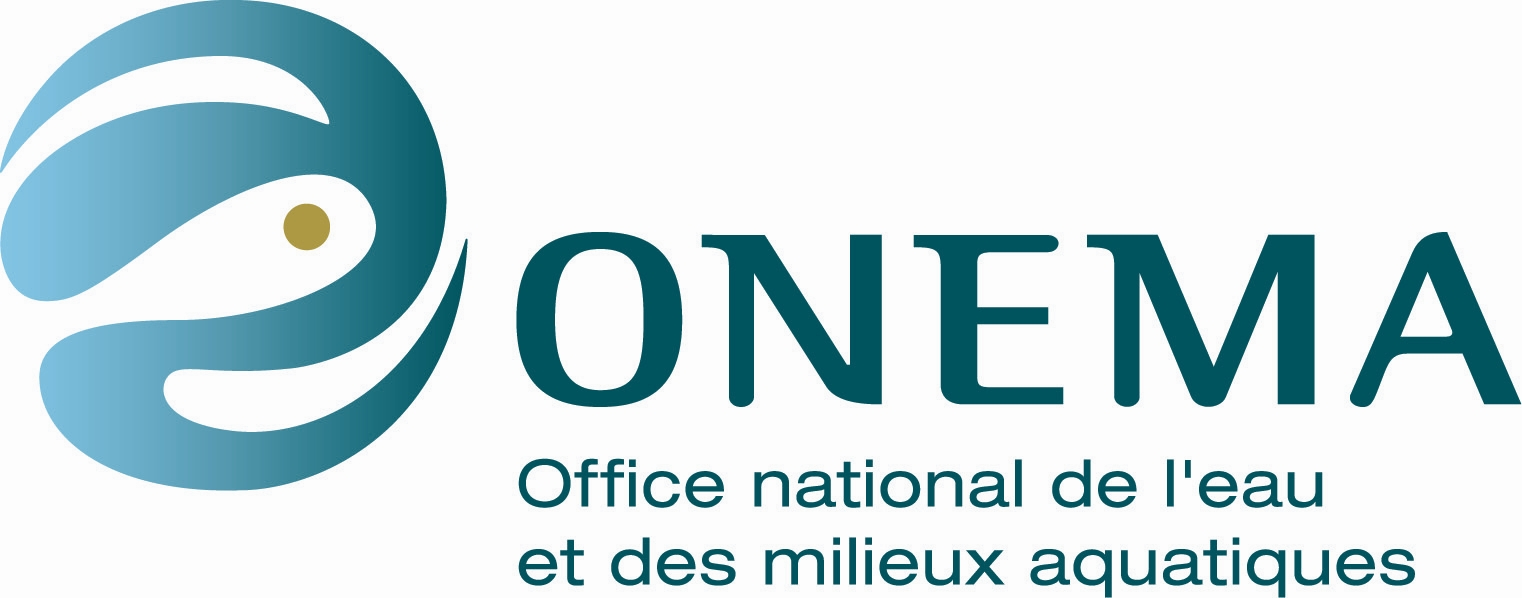 ONEMA
Office national de l'eau
et des milieux aquatiques